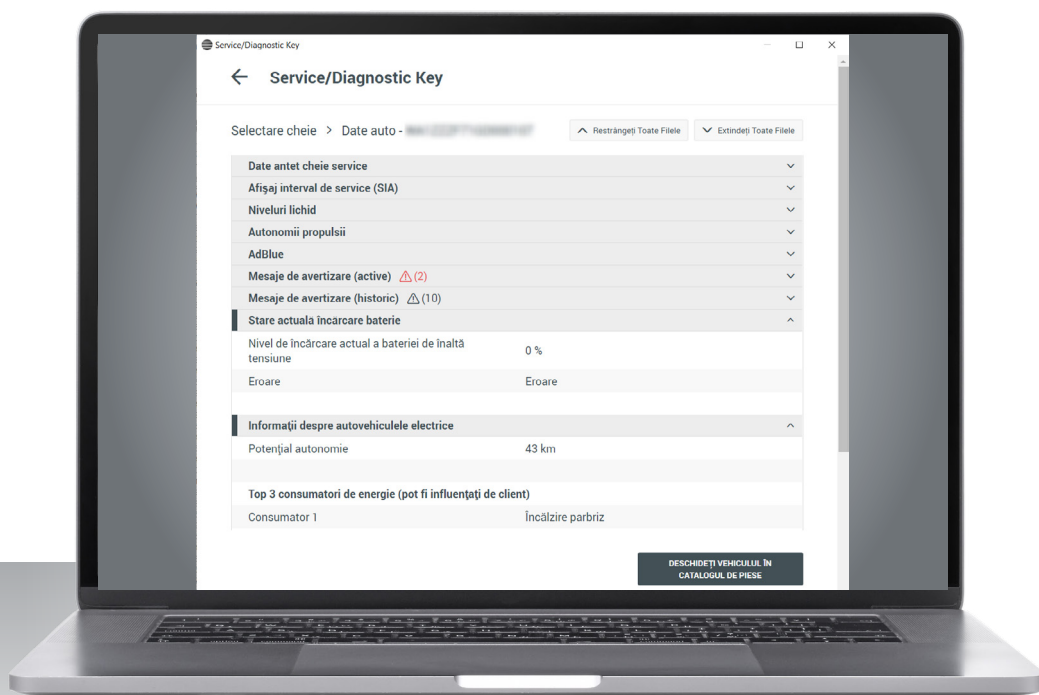 Service/Diagnostic Key
Service/Diagnostic Key
Selectare cheie > Date auto -
Restrângeți Toate Filele
Extindeți Toate Filele
Date antet cheie service
Afişaj interval de service (SIA)
Niveluri lichid
Autonomii propulsii
AdBlue
Mesaje de avertizare (active) (2)
Mesaje de avertizare (historic) (10)
Stare actuală încărcare baterie
Nivel de încărcare actual a bateriei de înaltă
tensiune
0 %
Eroare Eroare
Informaţii despre autovehiculele electrice
Potenţial autonomie 43 km
Top 3 consumatori de energie (pot fi influenţaţi de client)
Consumator 1 Încălzire parbriz
DESCHIDEȚI VEHICULUL ÎN
CATALOGUL DE PIESE